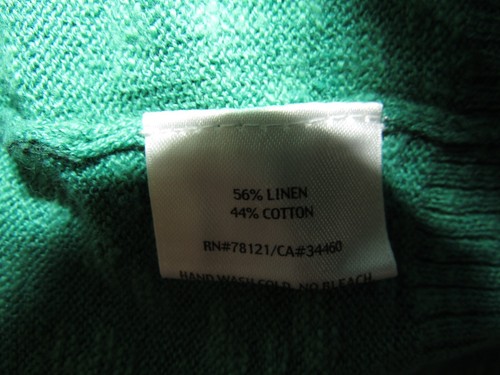 56% LINEN
44% COTTON
RN#78121/CA#34460
HAND WASH COLD, NO BLEACH